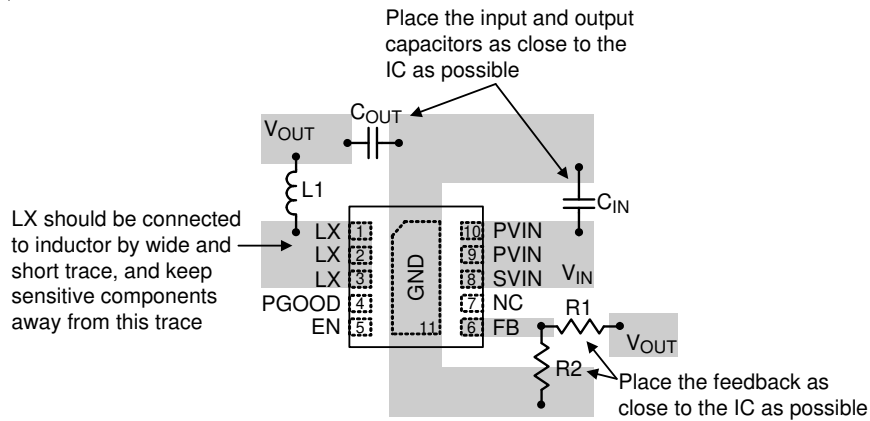 Place the input and output
capacitors as close to the
IC as possible
COUT
VOUT
L1
CIN
LX should be connected
to inductor by wide and
short trace, and keep
sensitive components
away from this trace
LX 1 10 PVIN
LX 2 9 PVIN
LX 3 8 SVIN VIN
GND
PGOOD 4 7 NC
EN 5 11 6 FB
R1
VOUT
R2
Place the feedback as
close to the IC as possible